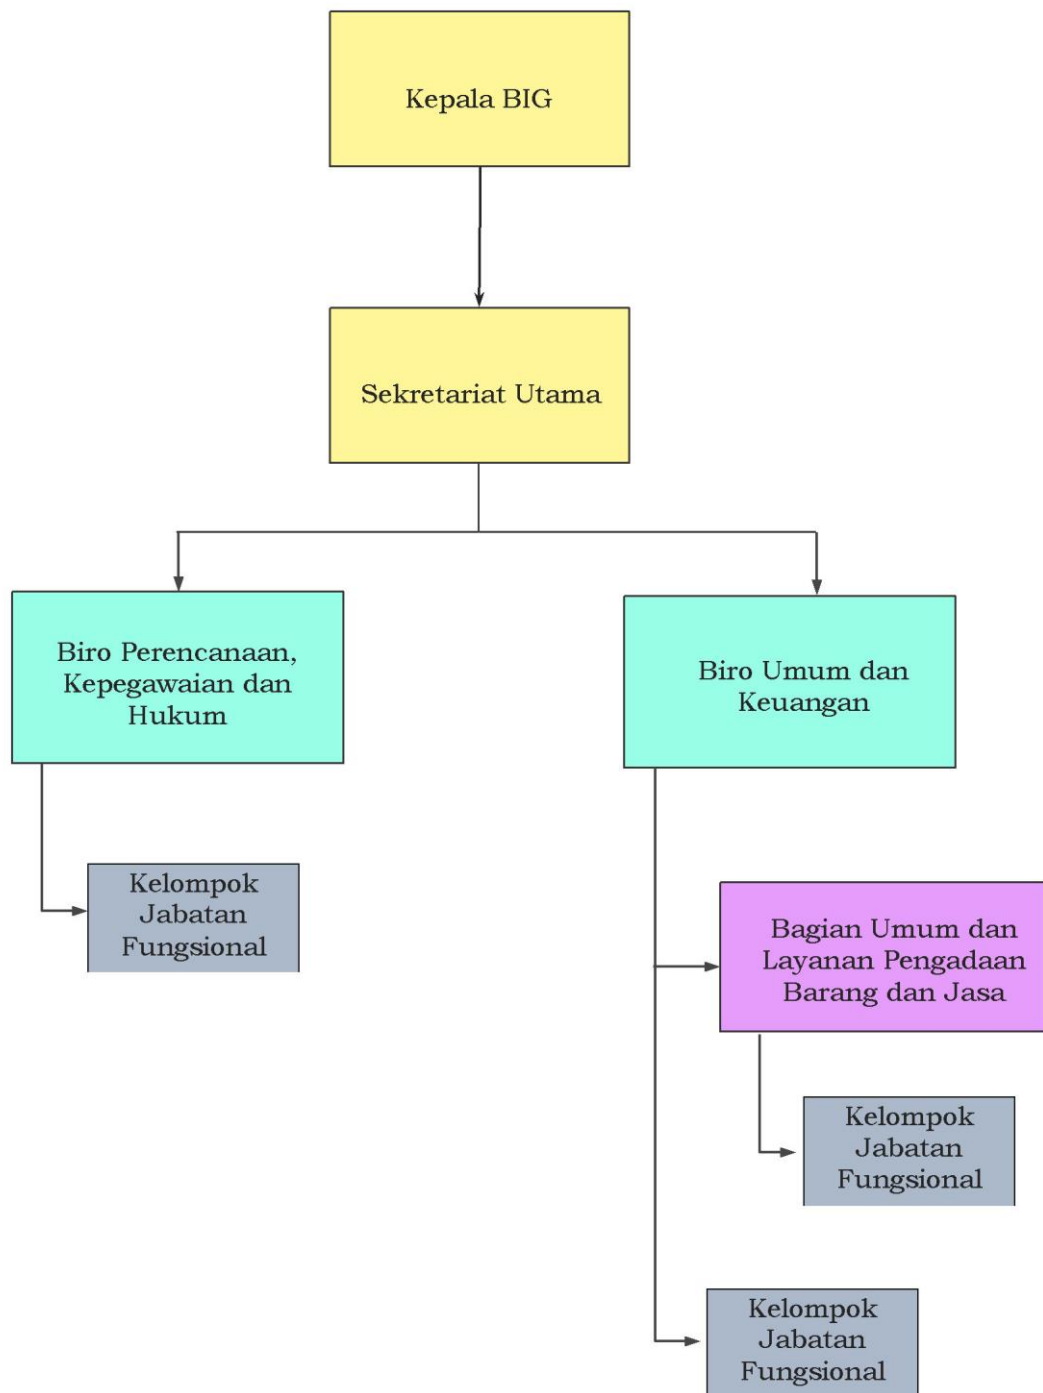 Kepala BIG
Sekretariat Utama
Biro Perencanaan,
Kepegawaian dan
Hukum
Biro Umum dan
Keuangan
Kelompok
Jabatan
Fungsional
Bagian Umum dan
Layanan Pengadaan
Barang dan Jasa
Kelompok
Jabatan
Fungsional
Kelompok
Jabatan
Fungsional